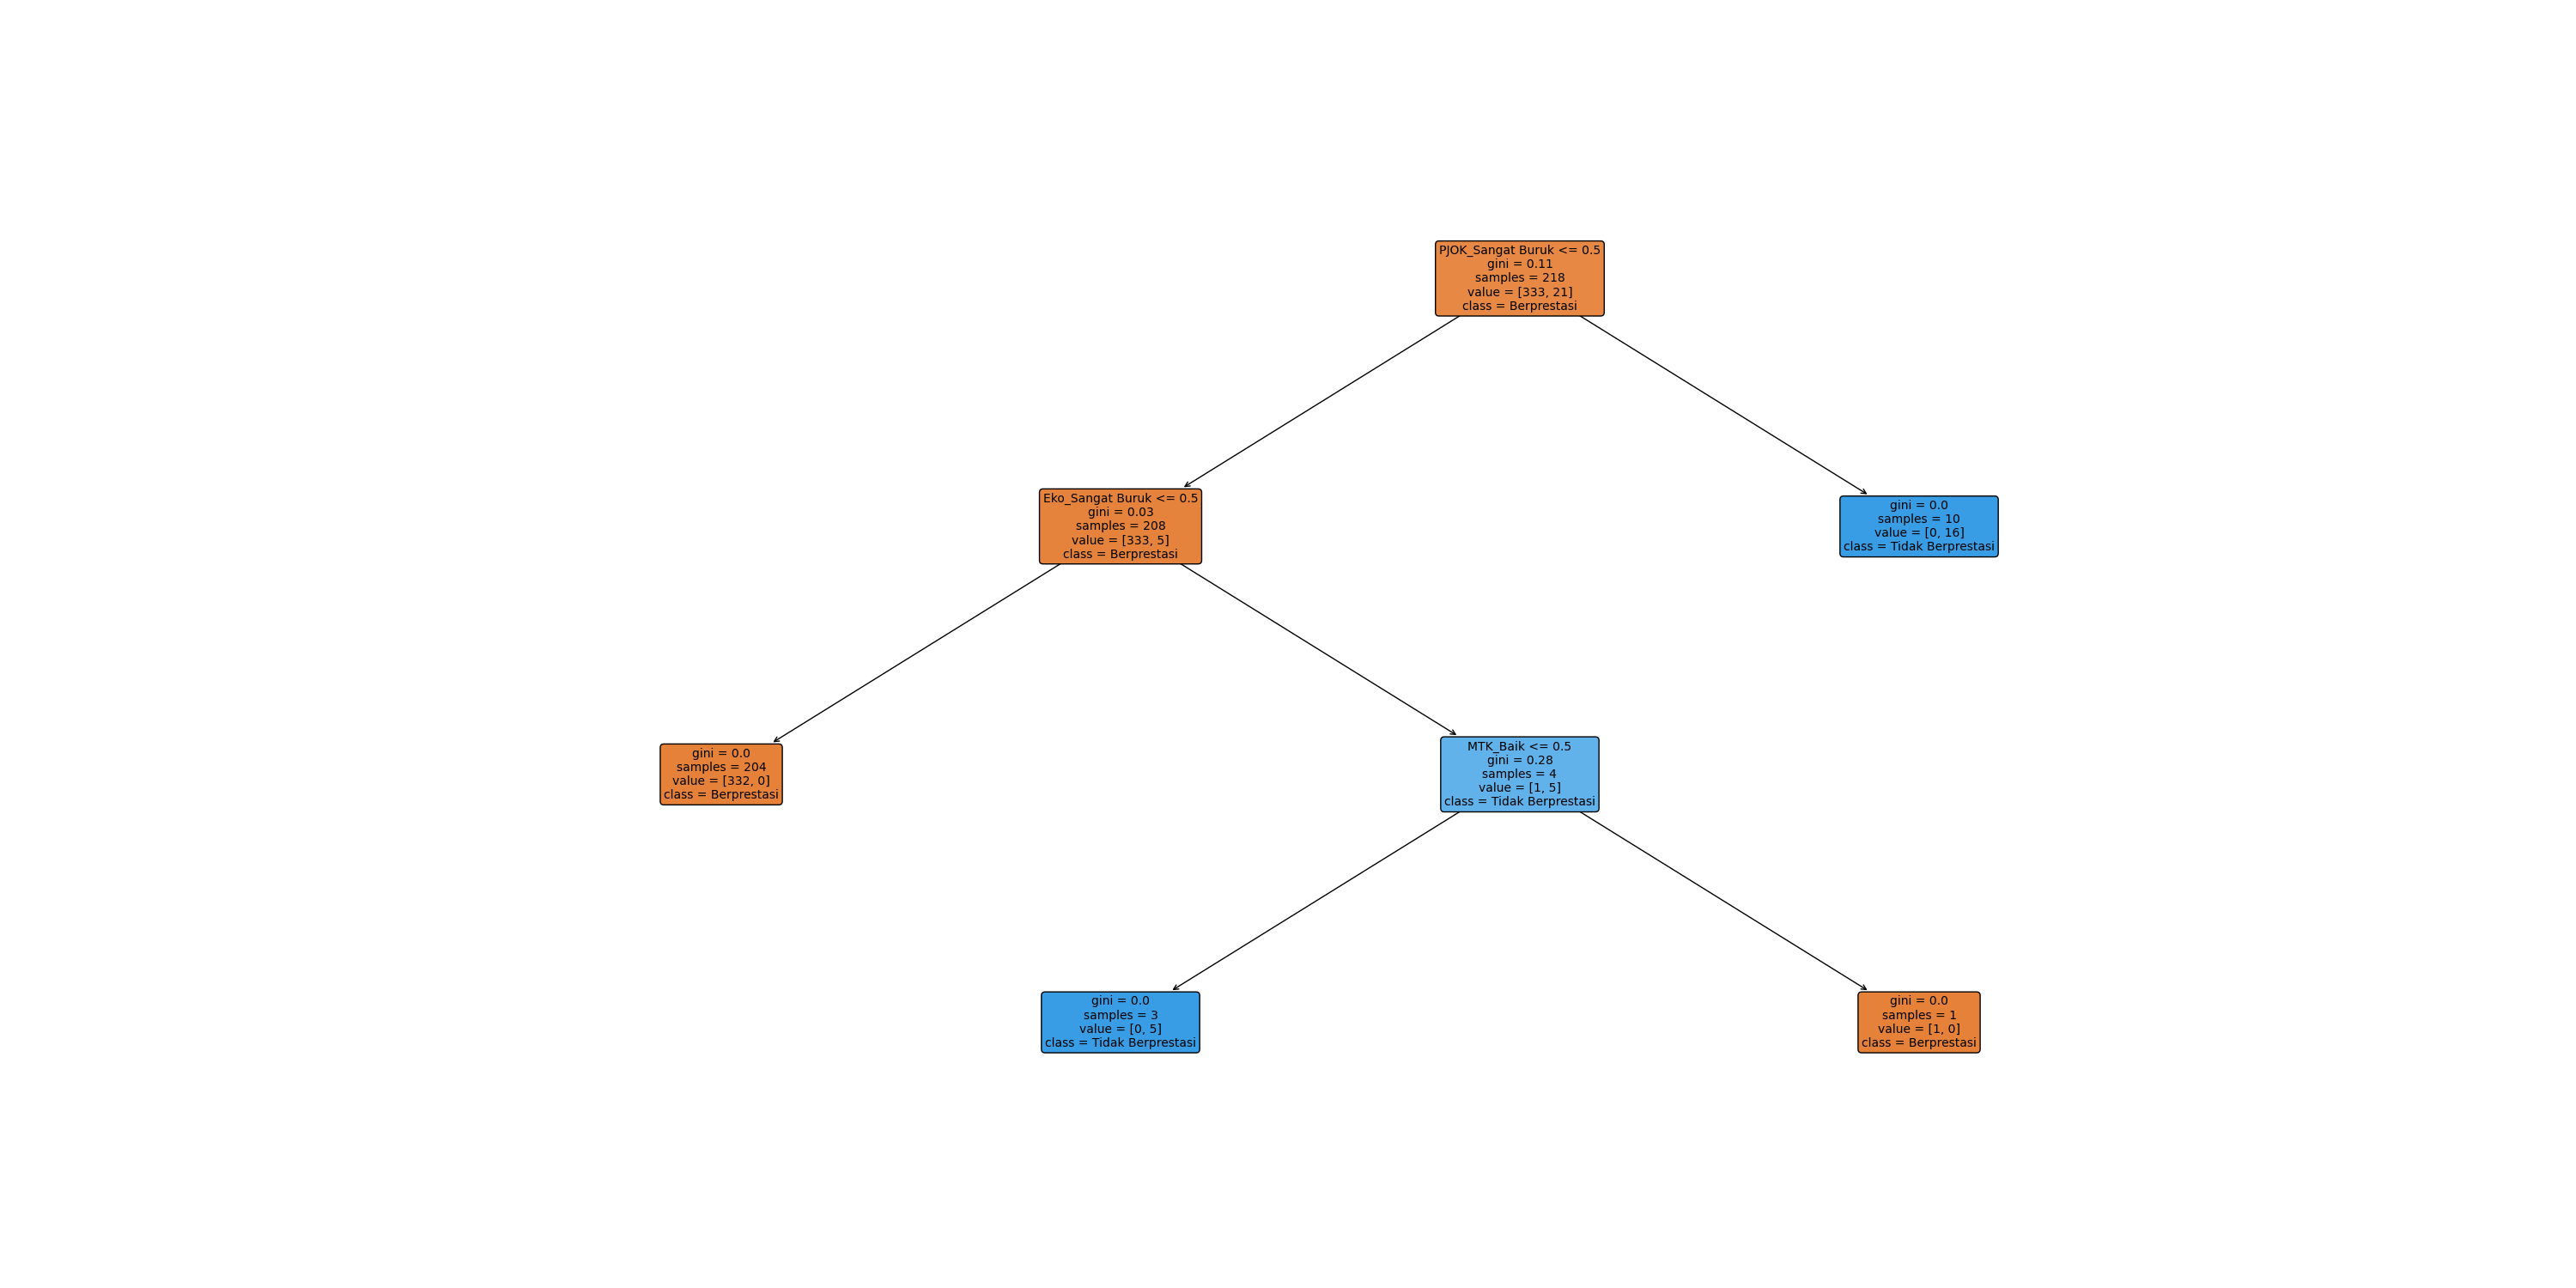 PJOK_Sangat Buruk <= 0.5
gini = 0.11
samples = 218
value = [333, 21]
class = Berprestasi
Eko_Sangat Buruk <= 0.5
gini = 0.03
samples = 208
value = [333, 5]
class = Berprestasi
gini = 0.0
samples = 10
value = [0, 16]
class = Tidak Berprestasi
gini = 0.0
samples = 204
value = [332, 0]
class = Berprestasi
MTK_Baik <= 0.5
gini = 0.28
samples = 4
value = [1, 5]
class = Tidak Berprestasi
gini = 0.0
samples = 3
value = [0, 5]
class = Tidak Berprestasi
gini = 0.0
samples = 1
value = [1, 0]
class = Berprestasi